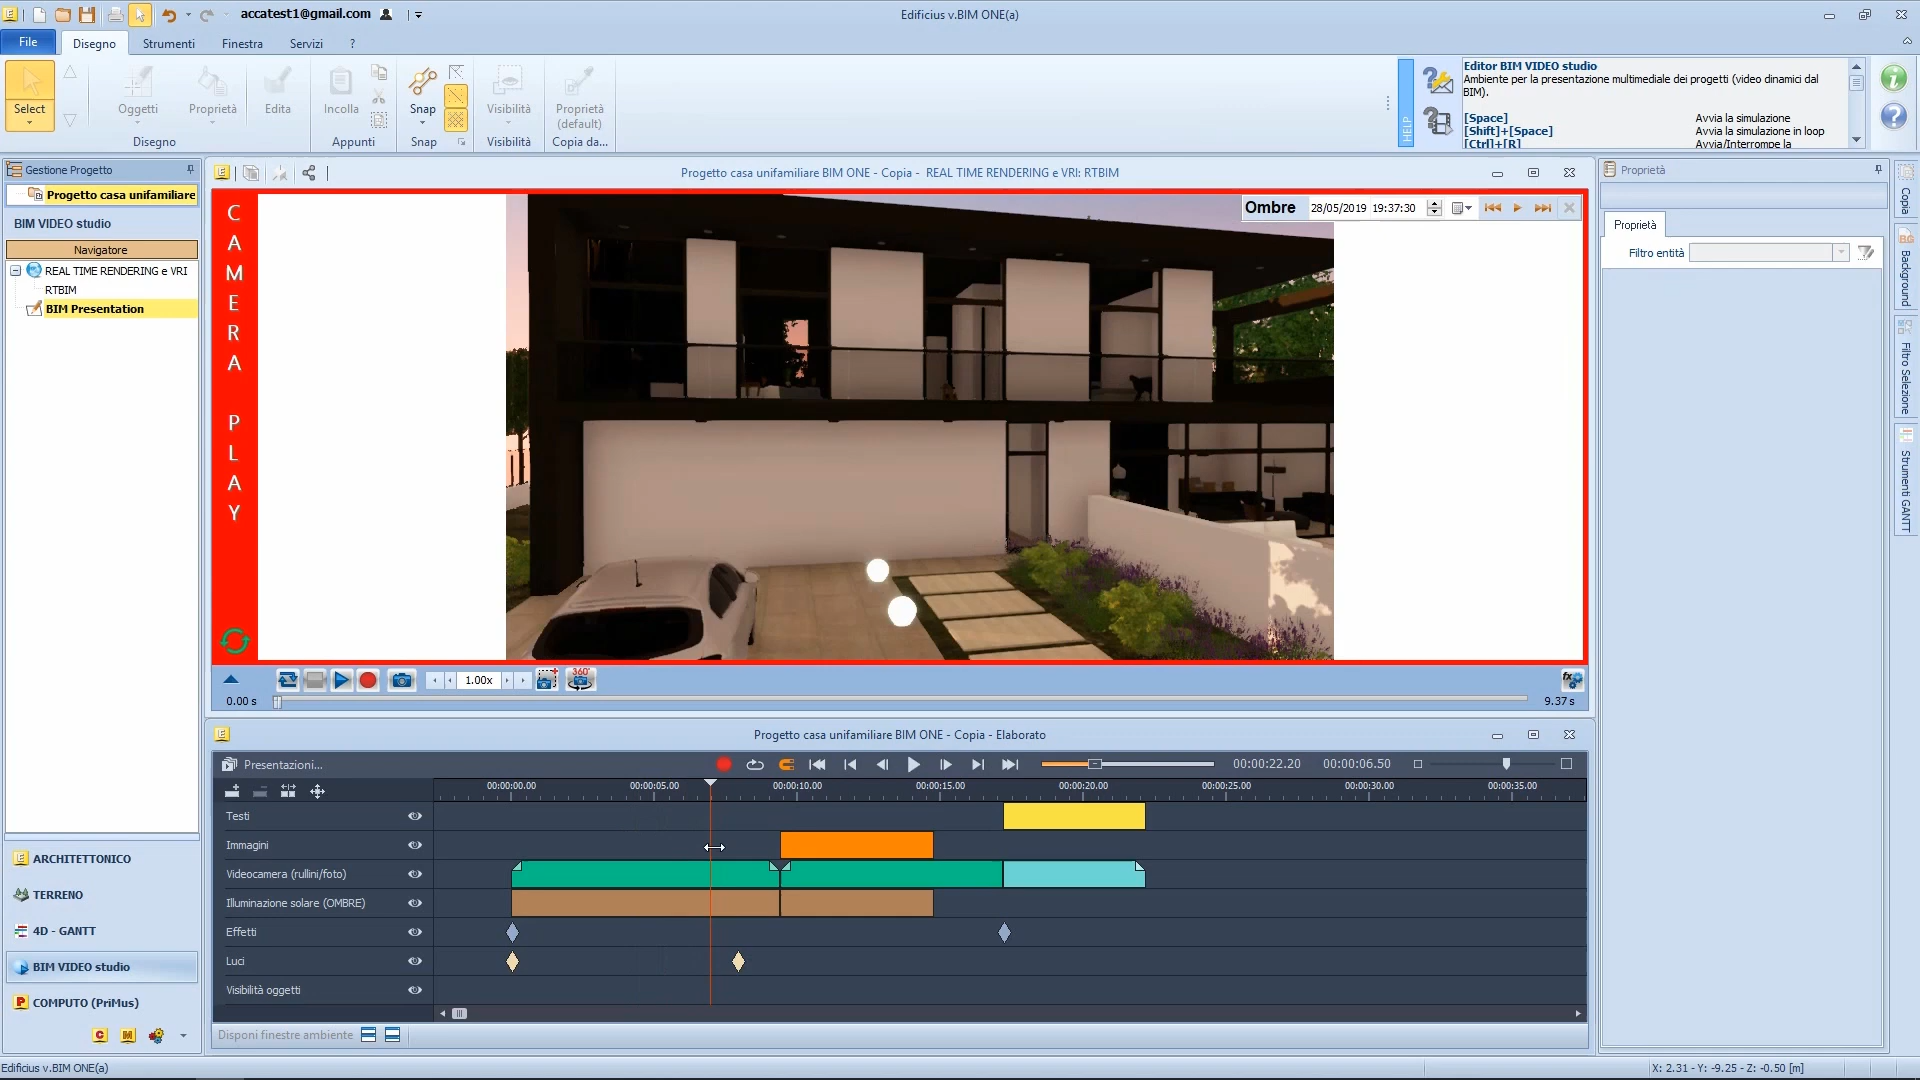 accatest1@gmail.com
Edificius v.BIM ONE(a)
File
Disegno
Strumenti
Finestra
Servizi
?
Select
Oggetti
Proprietà
Edita
Incolla
Snap
Visibilità
Proprietà
(default)
Disegno
Appunti
Snap
Visibilità
Copia da...
HELP
Editor BIM VIDEO studio
Ambiente per la presentazione multimediale dei progetti (video dinamici dal
BIM).
[Space] Avvia la simulazione
[Shift]+[Space] Avvia la simulazione in loop
[Ctrl]+[R] Avvia/Interrompe la
Gestione Progetto
Progetto casa unifamiliare
BIM VIDEO studio
Navigatore
REAL TIME RENDERING e VRI
RTBIM
BIM Presentation
Progetto casa unifamiliare BIM ONE - Copia - REAL TIME RENDERING e VRI: RTBIM
CAMERA PLAY
Ombre 28/05/2019 19:37:30
1.00x
360°
0.00 s
9.37 s
Proprietà
Proprietà
Filtro entità
Copia
Background
Filtro Selezione
Strumenti GANTT
Progetto casa unifamiliare BIM ONE - Copia - Elaborato
Presentazioni...
00:00:22.20
00:00:06.50
00:00:00.00 00:00:05.00 00:00:10.00 00:00:15.00 00:00:20.00 00:00:25.00 00:00:30.00 00:00:35.00
Testi
Immagini
Videocamera (rullini/foto)
Illuminazione solare (OMBRE)
Effetti
Luci
Visibilità oggetti
Disponi finestre ambiente
ARCHITETTONICO
TERRENO
4D - GANTT
BIM VIDEO studio
COMPUTO (PriMus)
Edificius v.BIM ONE(a)
X: 2.31 - Y: -9.25 - Z: -0.50 [m]